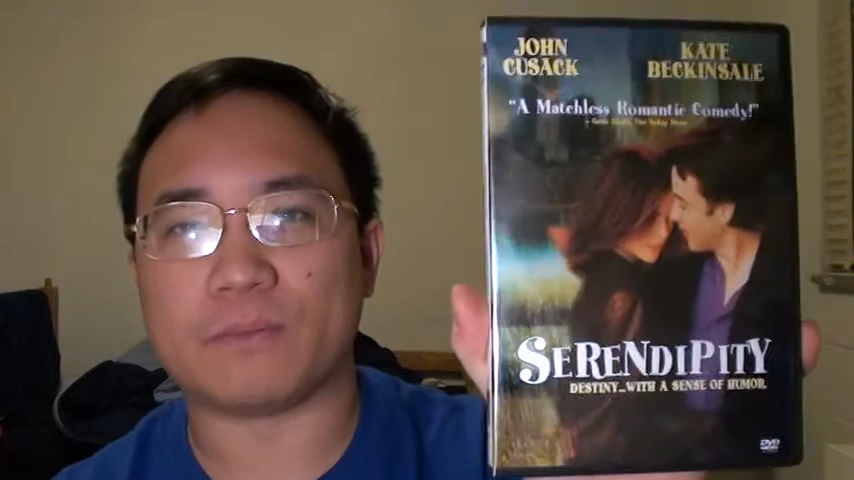 JOHN CUSACK
KATE BECKINSALE
"A Matchless Romantic Comedy!"
SERENDIPITY
DESTINY...WITH A SENSE OF HUMOR.
DVD